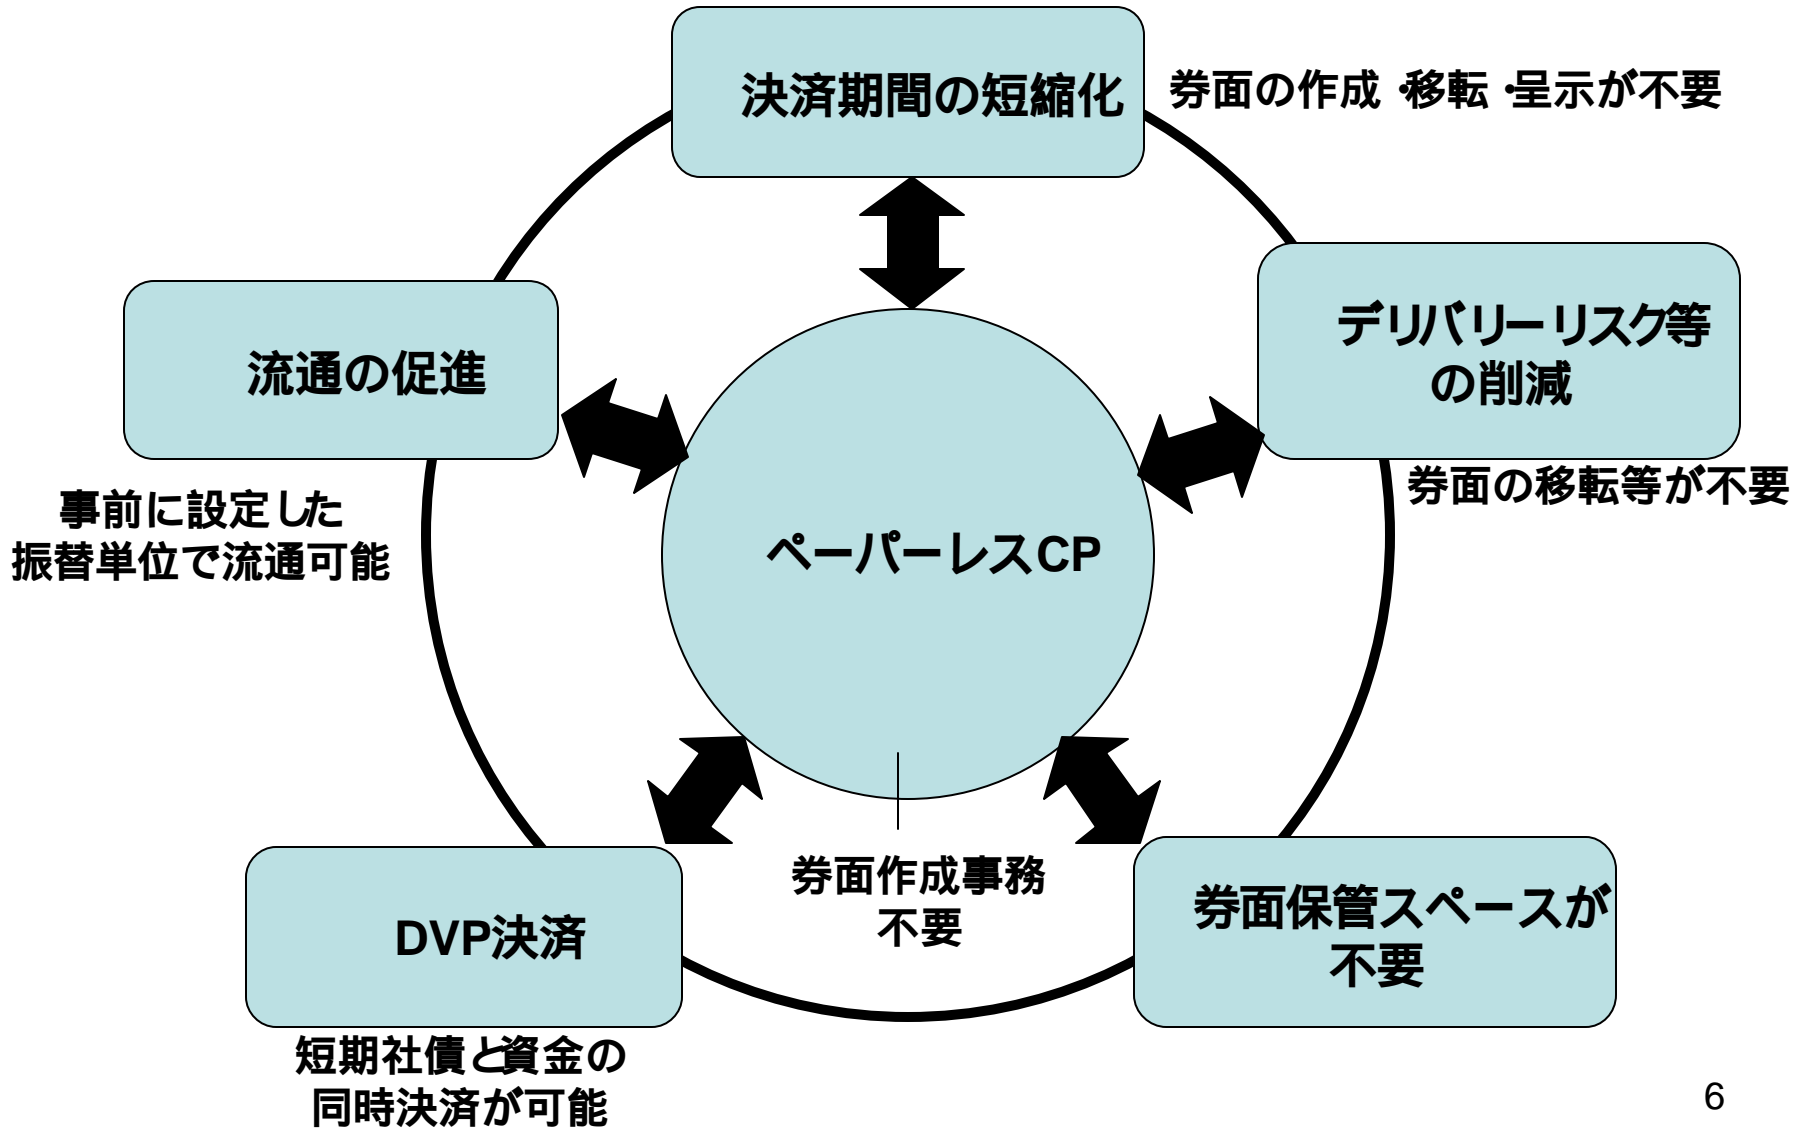 決済期間の短縮化
券面の作成・移転・呈示が不要
デリバリーリスク等
の削減
券面の移転等が不要
流通の促進
事前に設定した
振替単位で流通可能
ペーパーレスCP
券面作成事務
不要
券面保管スペースが
不要
DVP決済
短期社債と資金の
同時決済が可能
6